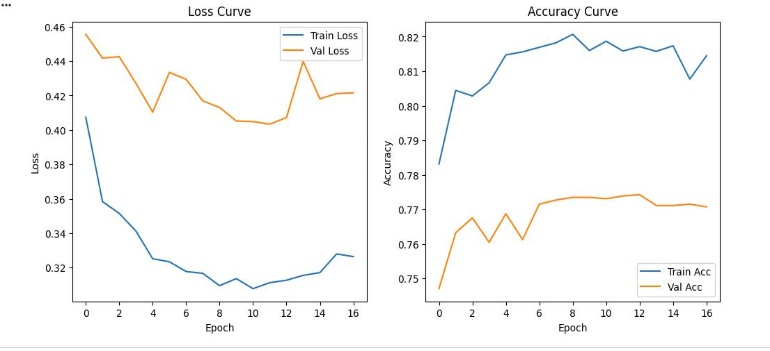 ...
Loss Curve
Train Loss
Val Loss
0.46
0.44
0.42
0.40
0.38
0.36
0.34
0.32
Loss
0 2 4 6 8 10 12 14 16
Epoch
Accuracy Curve
0.82
0.81
0.80
0.79
0.78
0.77
0.76
0.75
Accuracy
Train Acc
Val Acc
0 2 4 6 8 10 12 14 16
Epoch